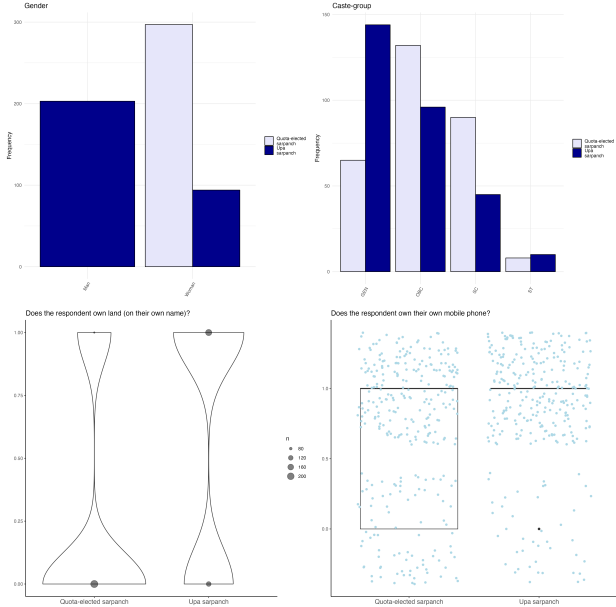 Gender
Frequency
300
200
100
0
Men
Women
Quota-elected
sarpanch
Upa
sarpanch
Caste-group
Frequency
150
100
50
0
GEN
OBC
SC
ST
Quota-elected
sarpanch
Upa
sarpanch
Does the respondent own land (on their own name)?
1.00
0.75
0.50
0.25
0.00
Quota-elected sarpanch
Upa sarpanch
n
80
120
160
200
Does the respondent own their own mobile phone?
1.0
0.5
0.0
Quota-elected sarpanch
Upa sarpanch